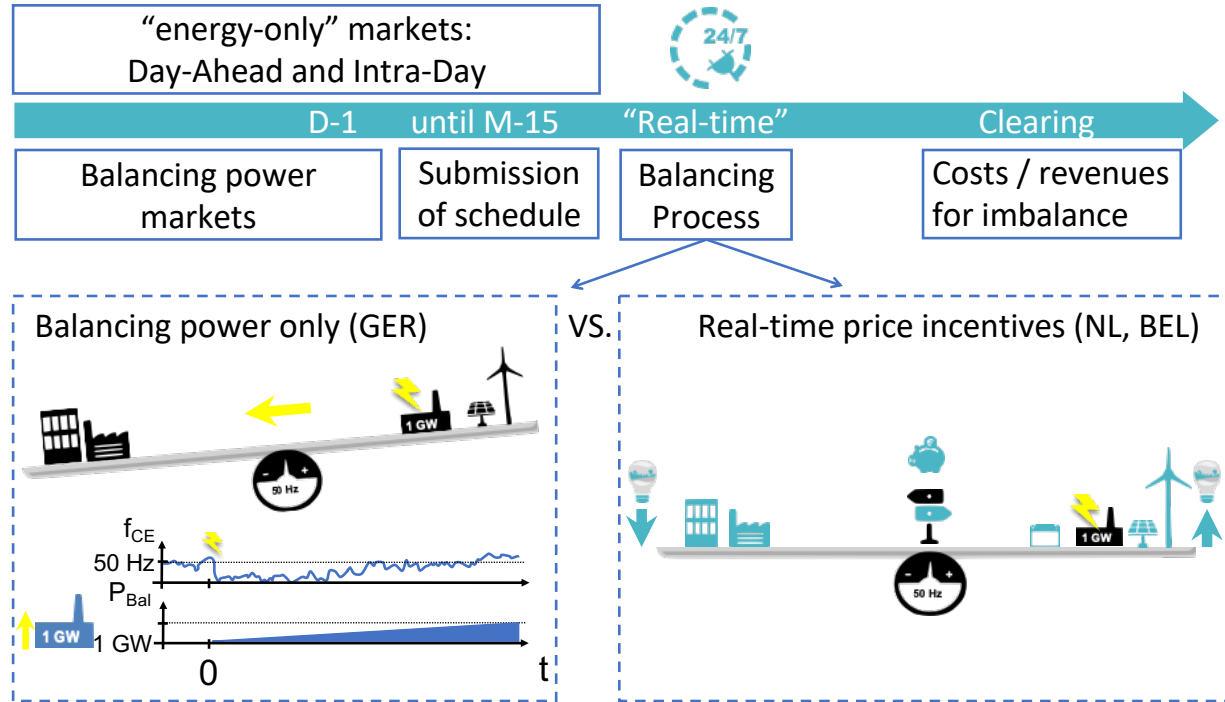 “energy-only” markets:
Day-Ahead and Intra-Day
24/7
D-1 until M-15 “Real-time” Clearing
Balancing power
markets
Submission
of schedule
Balancing
Process
Costs / revenues
for imbalance
Balancing power only (GER)
VS.
Real-time price incentives (NL, BEL)
1 GW
- +
50 Hz
f_CE
50 Hz
P_Bal
1 GW
1 GW
0 t
1 GW
- +
50 Hz